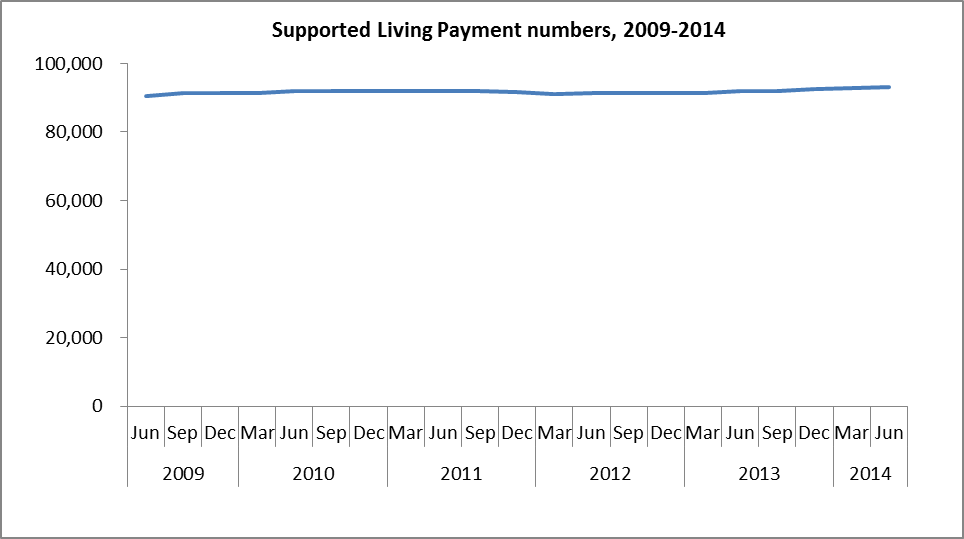 Supported Living Payment numbers, 2009-2014
100,000
80,000
60,000
40,000
20,000
0
Jun Sep Dec Mar Jun Sep Dec Mar Jun Sep Dec Mar Jun Sep Dec Mar Jun Sep Dec Mar Jun
2009 2010 2011 2012 2013 2014